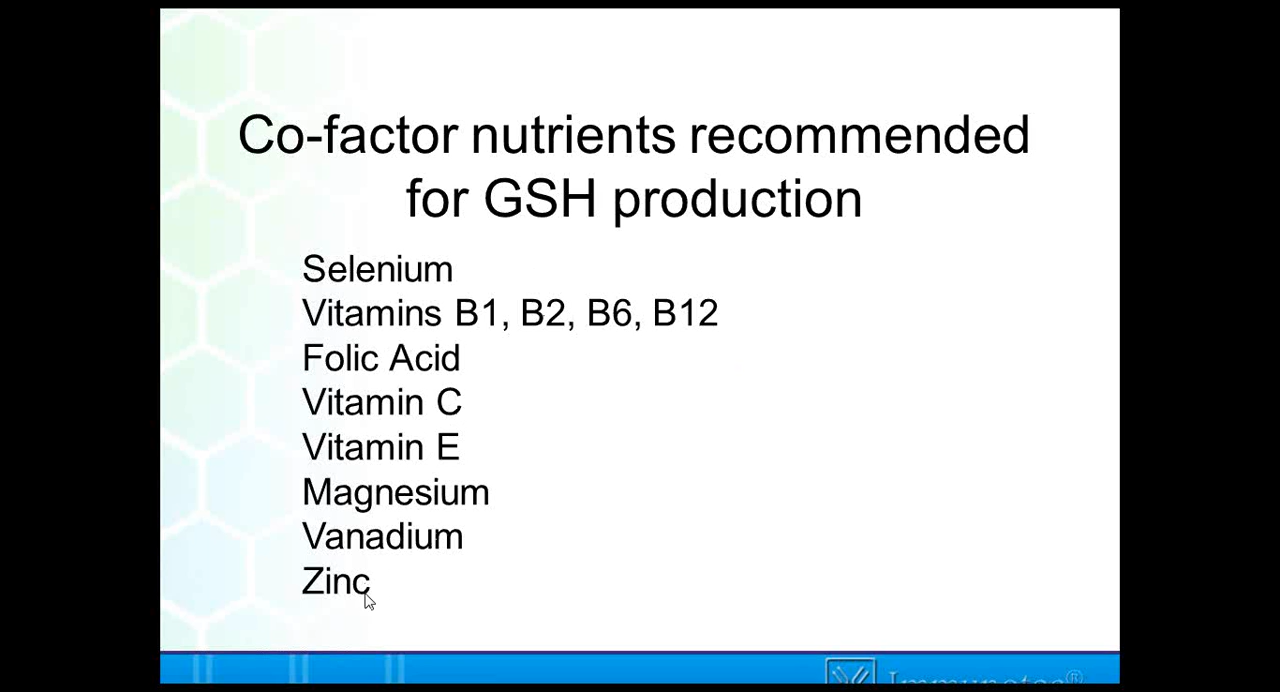 Co-factor nutrients recommended
for GSH production
Selenium
Vitamins B1, B2, B6, B12
Folic Acid
Vitamin C
Vitamin E
Magnesium
Vanadium
Zinc
Immunotec®